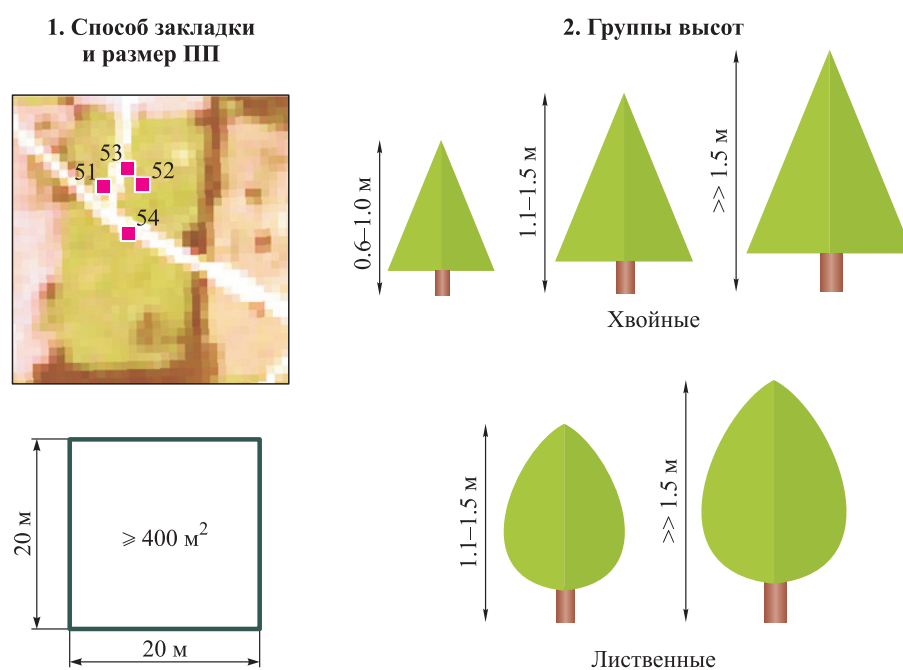 1. Способ закладки
и размер ПП
53
51
52
54
20 м
⩾ 400 м²
20 м
2. Группы высот
0.6–1.0 м
1.1–1.5 м
>> 1.5 м
Хвойные
1.1–1.5 м
>> 1.5 м
Лиственные